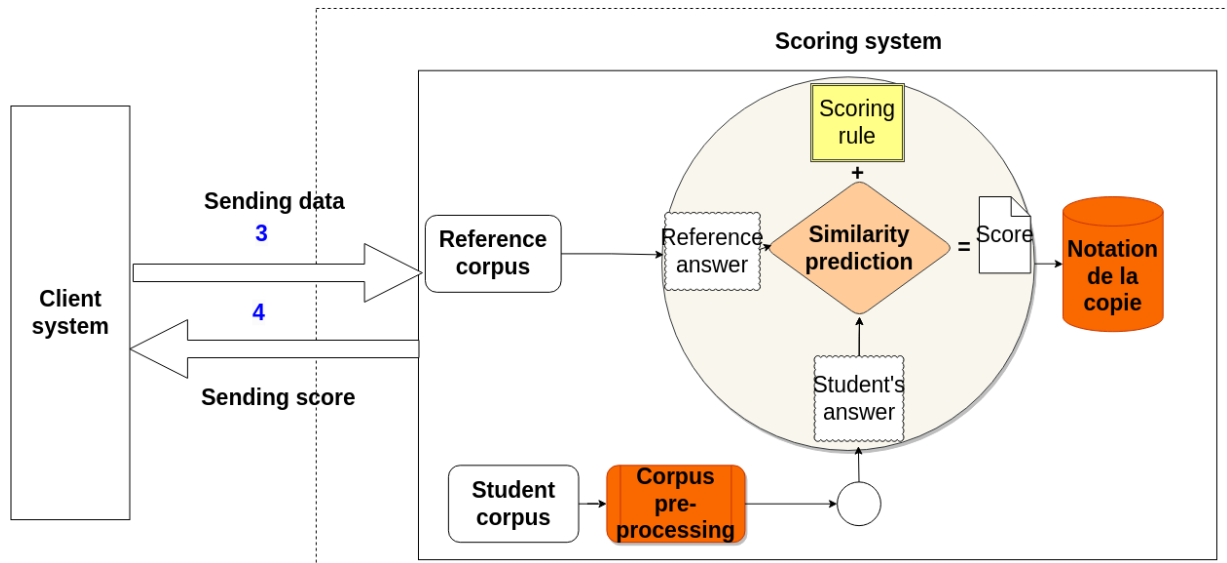 Scoring system
Scoring
rule
+
Sending data
3
Reference
corpus
Reference
answer
Similarity
prediction
=
Score
Notation
de la
copie
Client
system
4
Sending score
Student's
answer
Student
corpus
Corpus
pre-
processing